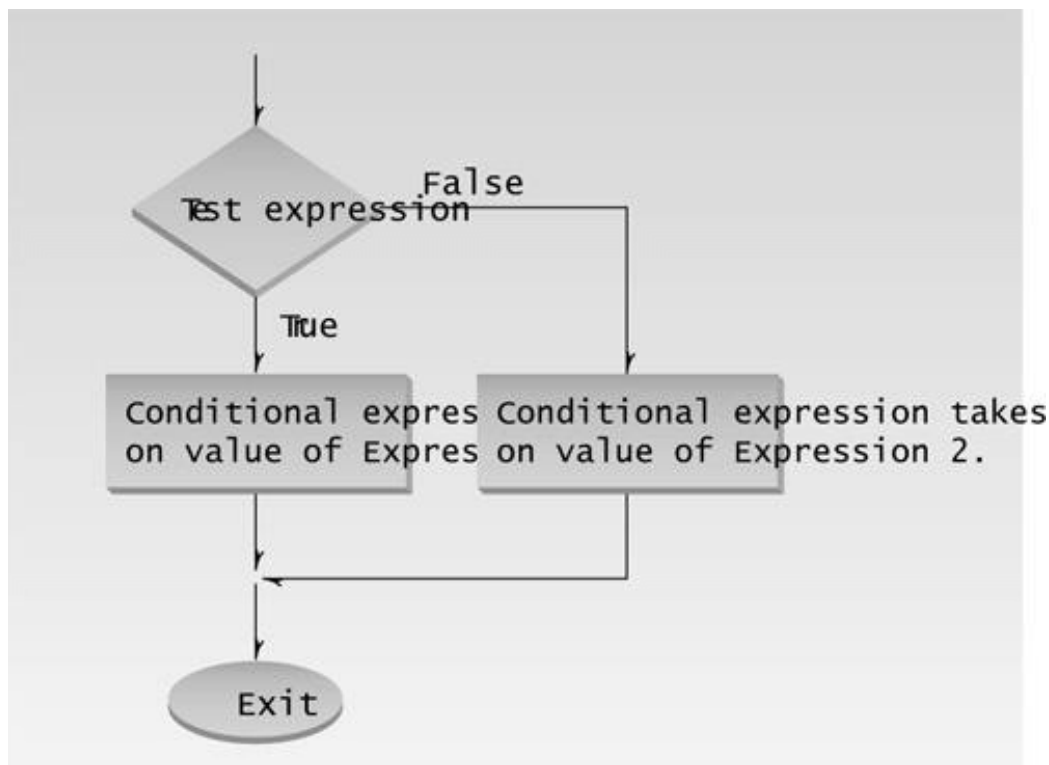 False
Test expression
True
Conditional expres
on value of Expres
Conditional expression takes
on value of Expression 2.
Exit